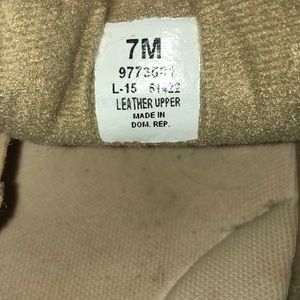 7M
L-15
LEATHER UPPER
MADE IN
DOM. REP.